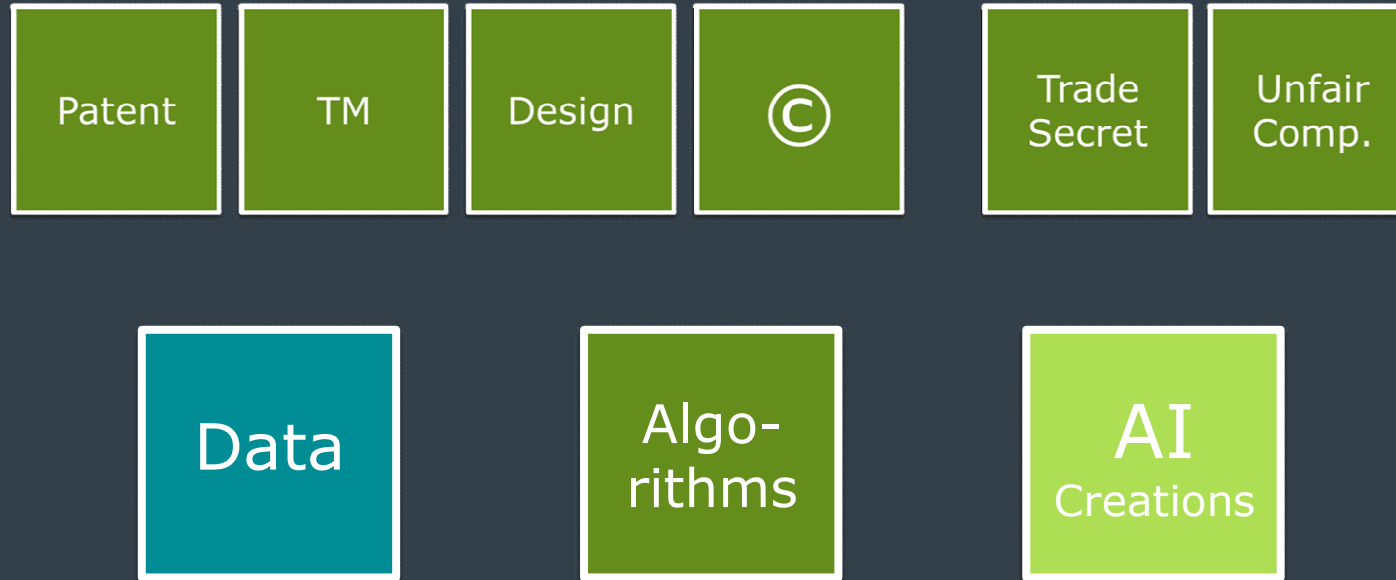 Patent
TM
Design
©
Trade
Secret
Unfair
Comp.
Data
Algo-
rithms
AI
Creations